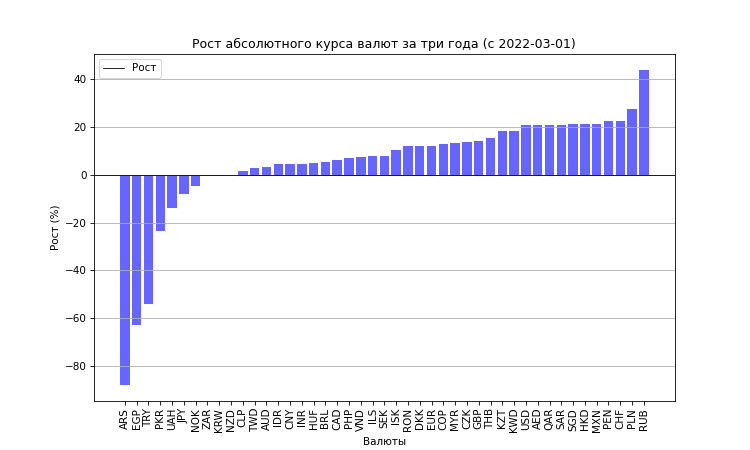 Рост абсолютного курса валют за три года (с 2022-03-01)
Рост
40
20
0
−20
−40
−60
−80
Рост (%)
ARS EGP TRY PKR UAH JPY NOK ZAR KRW NZD CLP TWD AUD IDR CNY INR HUF BRL CAD PHP VND ILS SEK ISK RON DKK EUR COP MYR CZK GBP THB KZT KWD USD AED QAR SAR SGD HKD MXN PEN CHF PLN RUB
Валюты